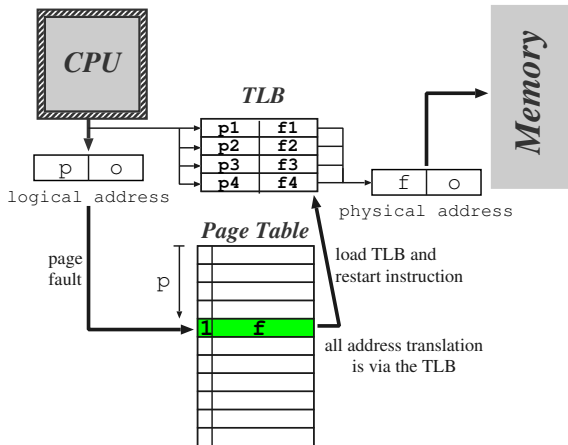 CPU
Memory
TLB
p1 f1
p2 f2
p3 f3
p4 f4
p o
logical address
f o
physical address
Page Table
page
fault
p
load TLB and
restart instruction
1 f
all address translation
is via the TLB